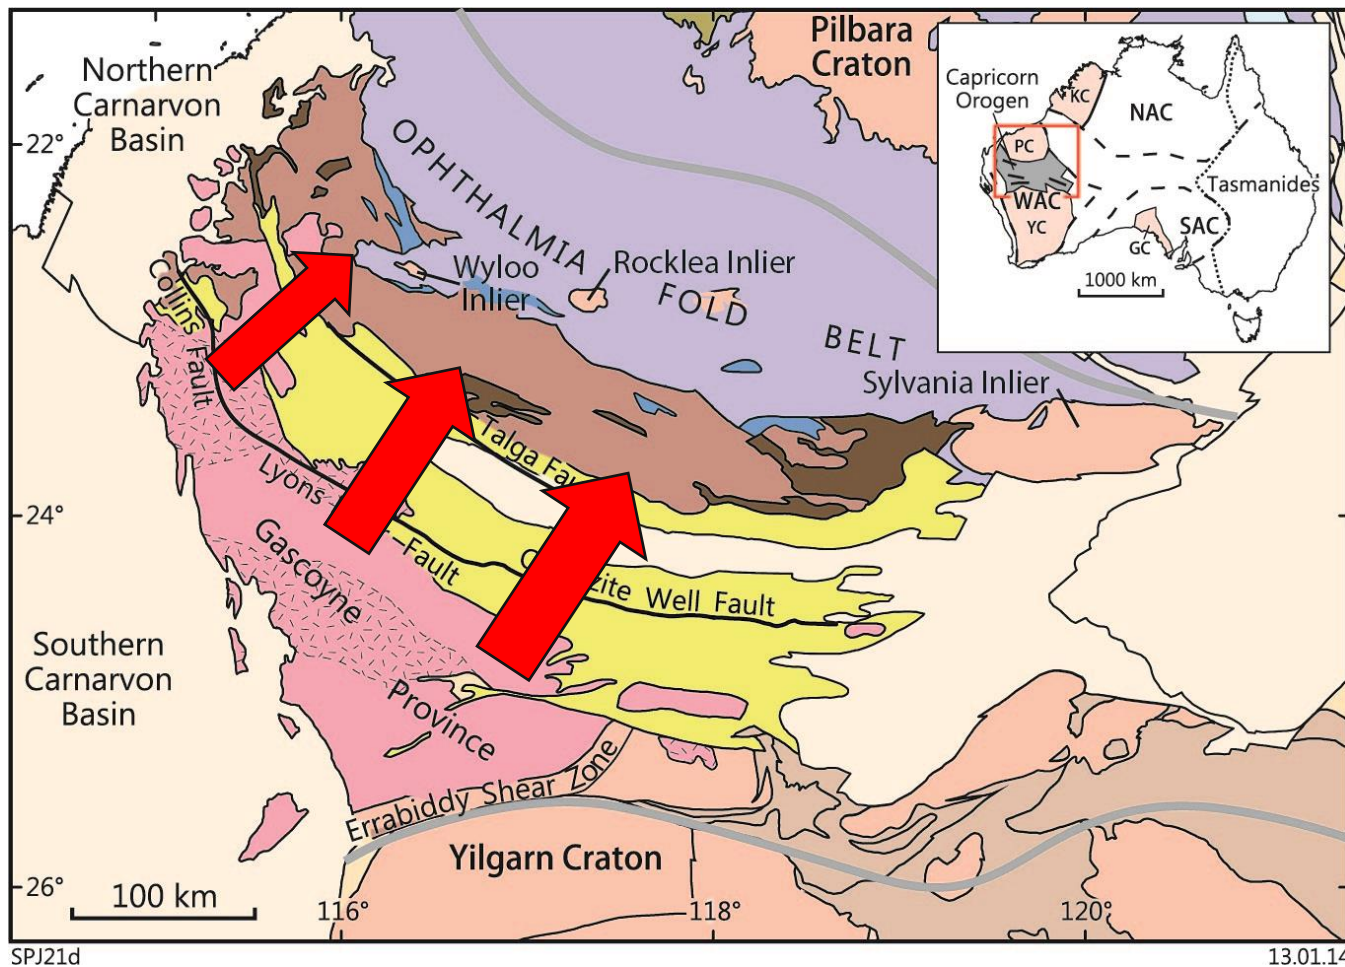 Northern
Carnarvon
Basin
Pilbara
Craton
Capricorn
Orogen
KC
NAC
PC
WAC
YC
Tasmanides
SAC
GC
1000 km
22°
OPHTHALMIA
FOLD
BELT
Wyloo
Inlier
Rocklea Inlier
Sylvania Inlier
Collins
Fault
Talga
Lyons
Fault
24°
Well Fault
Gascoyne
Province
Southern
Carnarvon
Basin
Errabiddy Shear Zone
Yilgarn Craton
26°
100 km
116°
118°
120°
SPJ21d
13.01.14